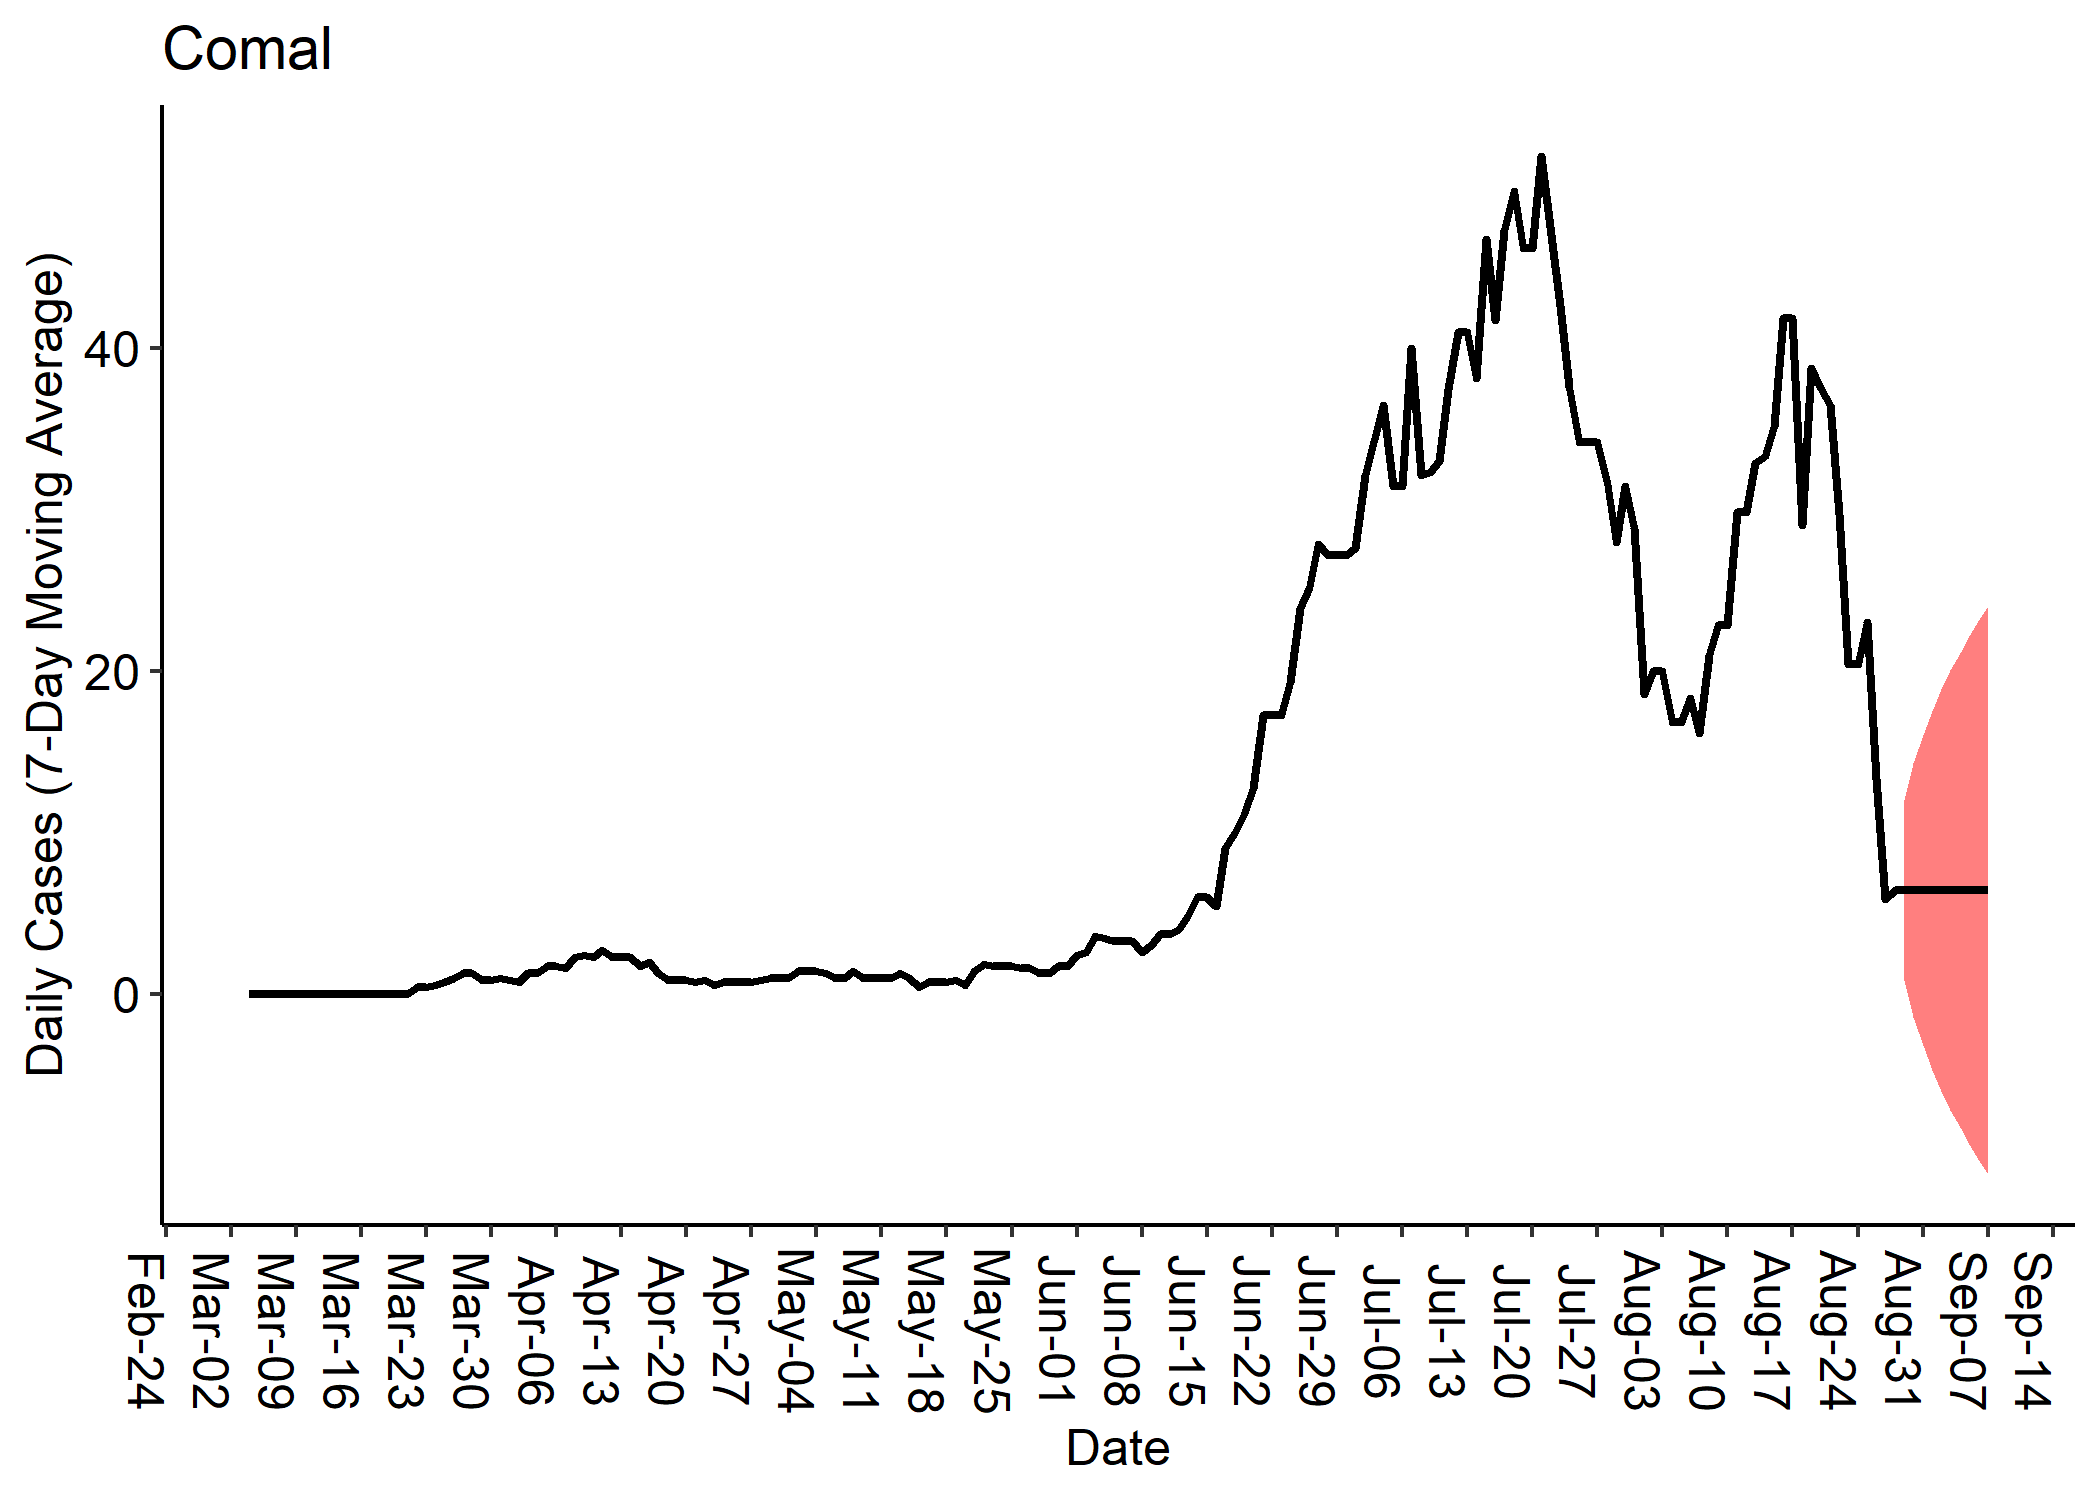 Comal
Daily Cases (7-Day Moving Average)
40
20
0
Feb-24
Mar-02
Mar-09
Mar-16
Mar-23
Mar-30
Apr-06
Apr-13
Apr-20
Apr-27
May-04
May-11
May-18
May-25
Jun-01
Jun-08
Jun-15
Jun-22
Jun-29
Jul-06
Jul-13
Jul-20
Jul-27
Aug-03
Aug-10
Aug-17
Aug-24
Aug-31
Sep-07
Sep-14
Date